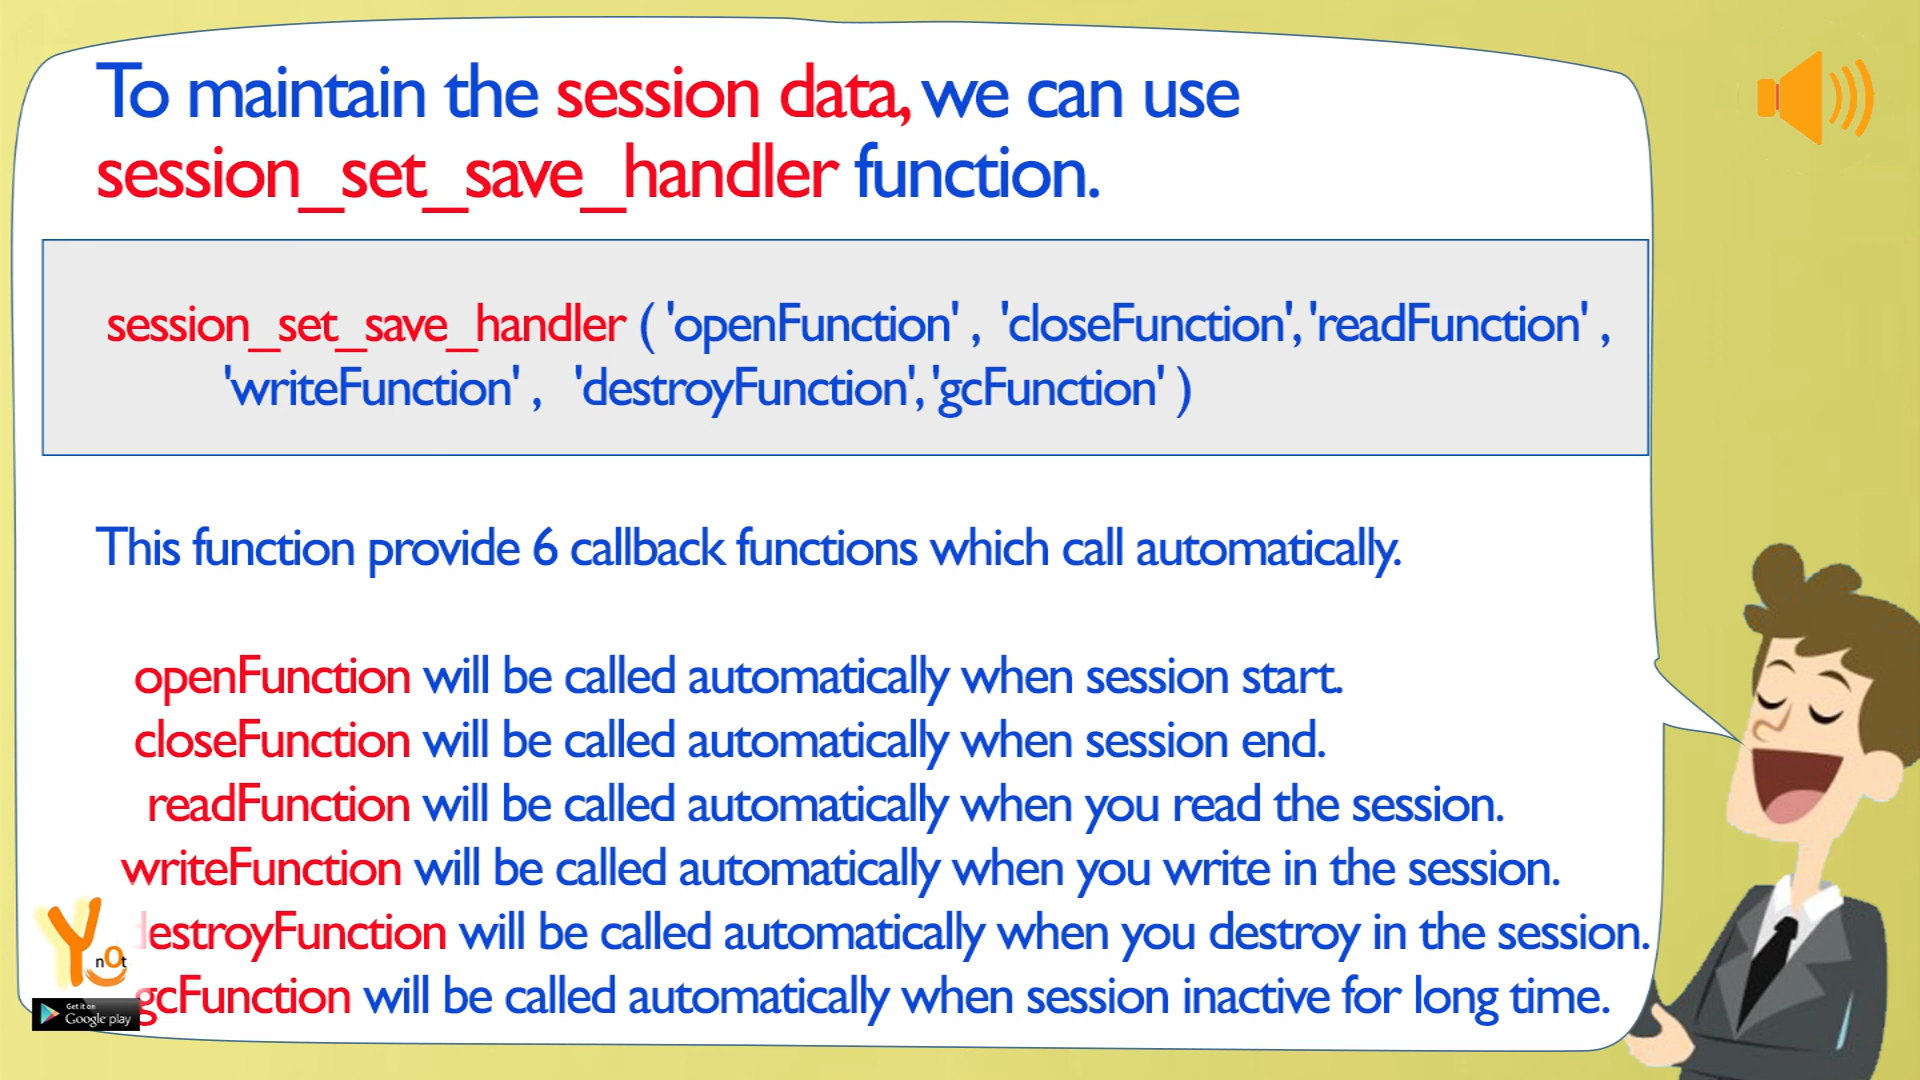 To maintain the session data, we can use
session_set_save_handler function.
session_set_save_handler ( 'openFunction' , 'closeFunction', 'readFunction' ,
'writeFunction' , 'destroyFunction', 'gcFunction' )
This function provide 6 callback functions which call automatically.
openFunction will be called automatically when session start.
closeFunction will be called automatically when session end.
readFunction will be called automatically when you read the session.
writeFunction will be called automatically when you write in the session.
destroyFunction will be called automatically when you destroy in the session.
gcFunction will be called automatically when session inactive for long time.
Y nOt
Get it on
Google play